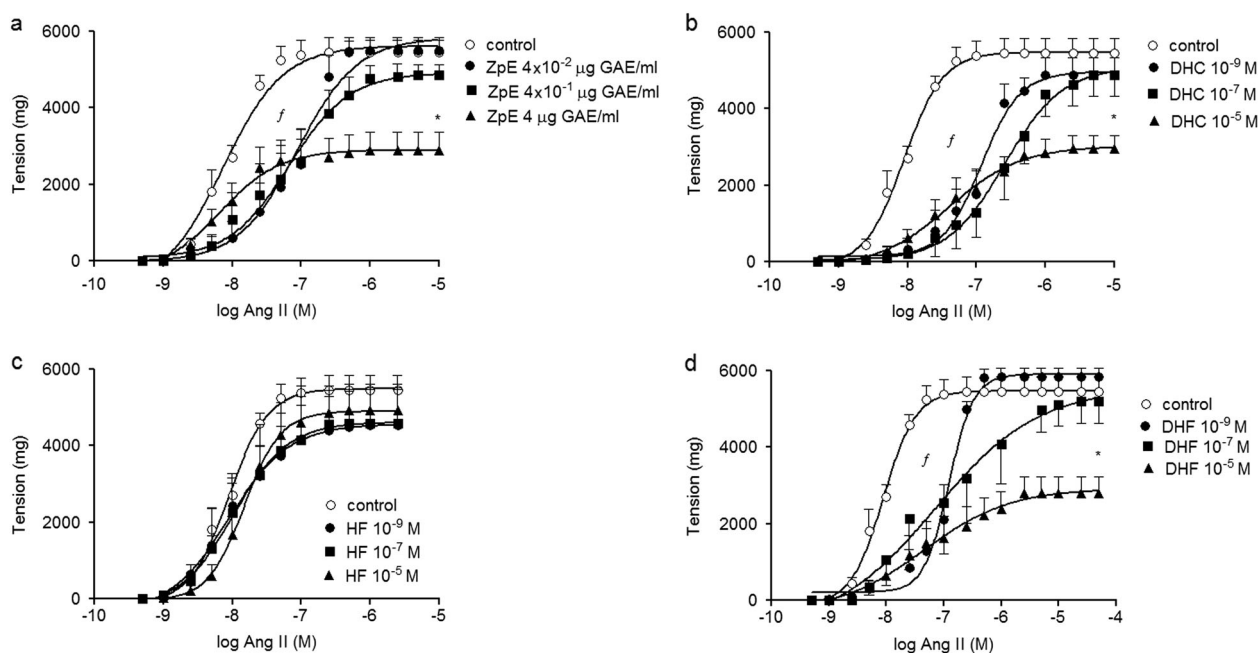 a
6000
4000
2000
0
Tension (mg)
-10 -9 -8 -7 -6 -5
log Ang II (M)
f
*
control
ZpE 4x10⁻² µg GAE/ml
ZpE 4x10⁻¹ µg GAE/ml
ZpE 4 µg GAE/ml
b
6000
4000
2000
0
Tension (mg)
-10 -9 -8 -7 -6 -5
log Ang II (M)
f
*
control
DHC 10⁻⁹ M
DHC 10⁻⁷ M
DHC 10⁻⁵ M
c
6000
4000
2000
0
Tension (mg)
-10 -9 -8 -7 -6 -5
log Ang II (M)
control
HF 10⁻⁹ M
HF 10⁻⁷ M
HF 10⁻⁵ M
d
6000
4000
2000
0
Tension (mg)
-10 -9 -8 -7 -6 -5 -4
log Ang II (M)
f
*
control
DHF 10⁻⁹ M
DHF 10⁻⁷ M
DHF 10⁻⁵ M